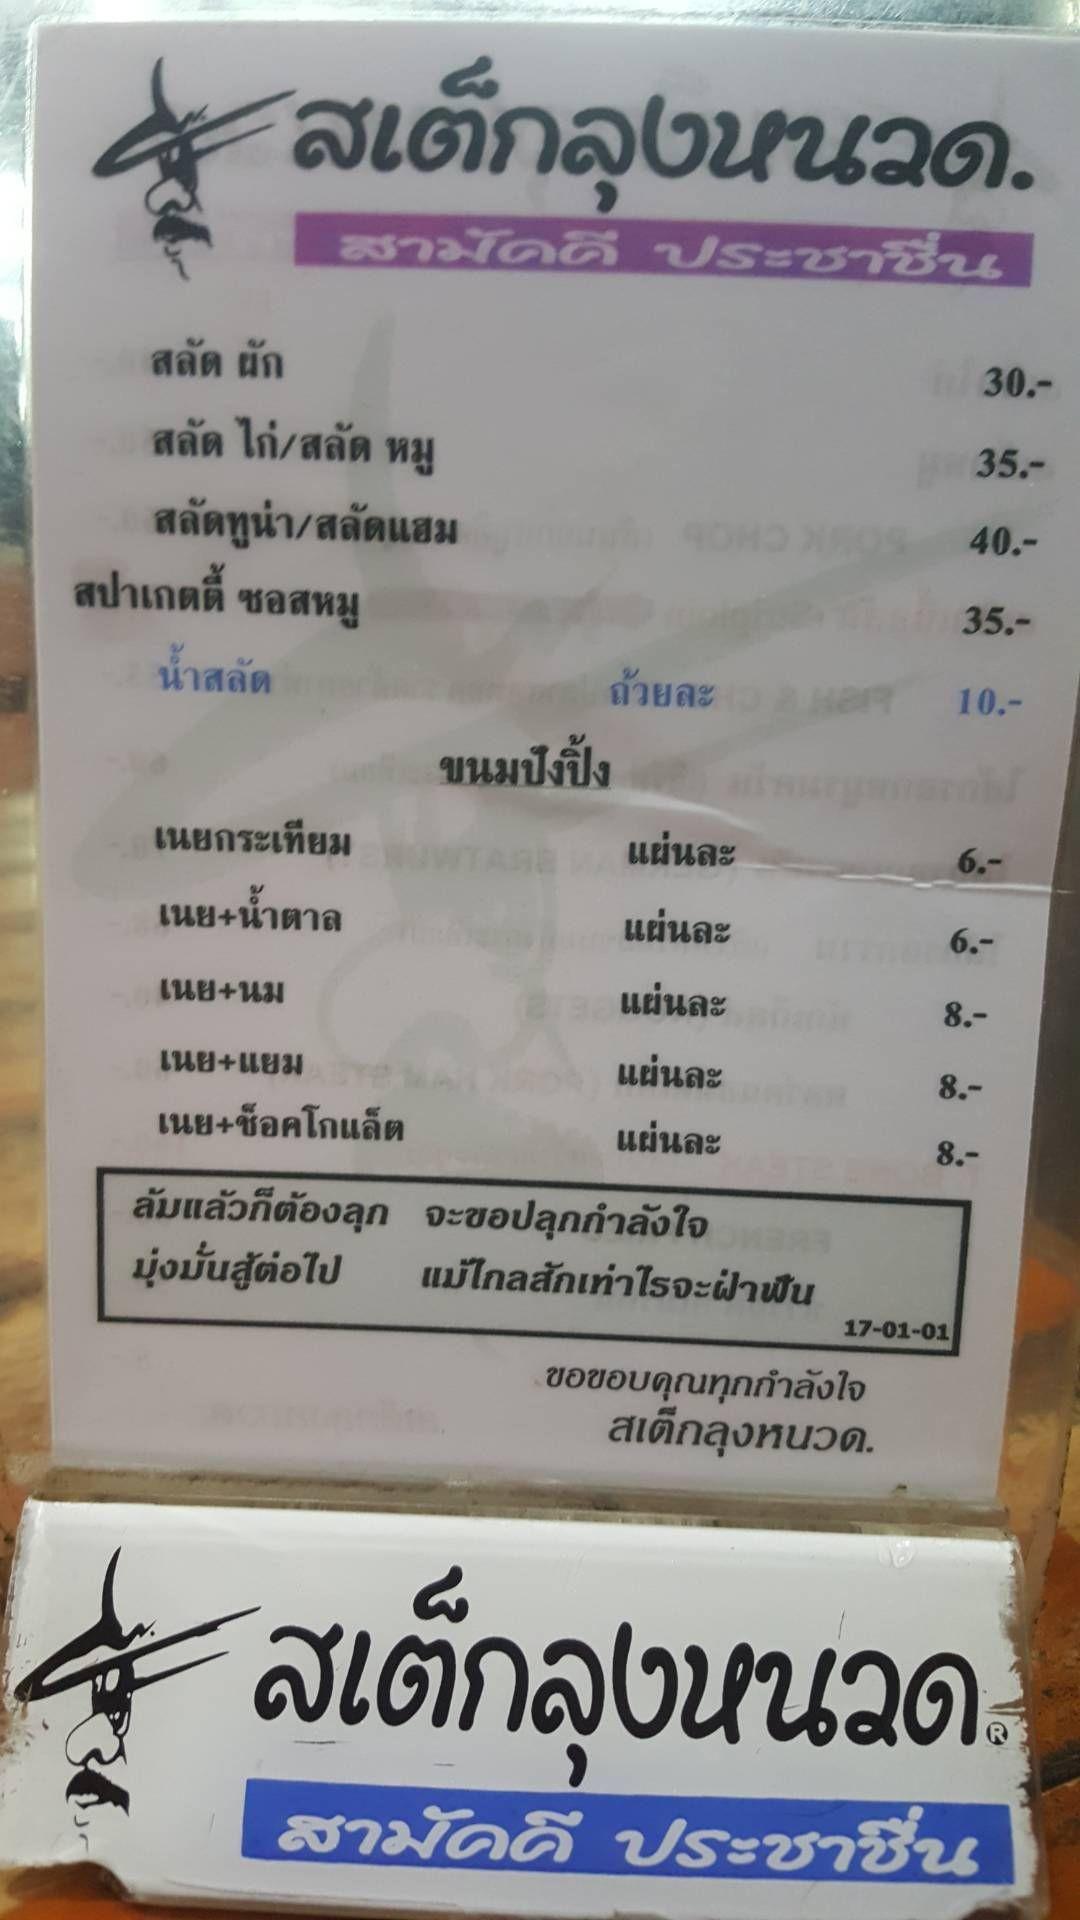 สเต็กลุงหนวด.
สามัคคี ประชาชื่น
สลัด ผัก 30.-
สลัด ไก่/สลัด หมู 35.-
สลัดทูน่า/สลัดแฮม 40.-
สปาเกตตี้ ซอสหมู 35.-
น้ำสลัด ถ้วยละ 10.-
ขนมปังปิ้ง
เนยกระเทียม แผ่นละ 6.-
เนย+น้ำตาล แผ่นละ 6.-
เนย+นม แผ่นละ 8.-
เนย+แยม แผ่นละ 8.-
เนย+ช็อคโกแล็ต แผ่นละ 8.-
ล้มแล้วก็ต้องลุก จะขอปลุกกำลังใจ
มุ่งมั่นสู้ต่อไป แม้ไกลสักเท่าไรจะฝ่าฟัน
17-01-01
ขอขอบคุณทุกกำลังใจ
สเต็กลุงหนวด.
สเต็กลุงหนวด ®
สามัคคี ประชาชื่น